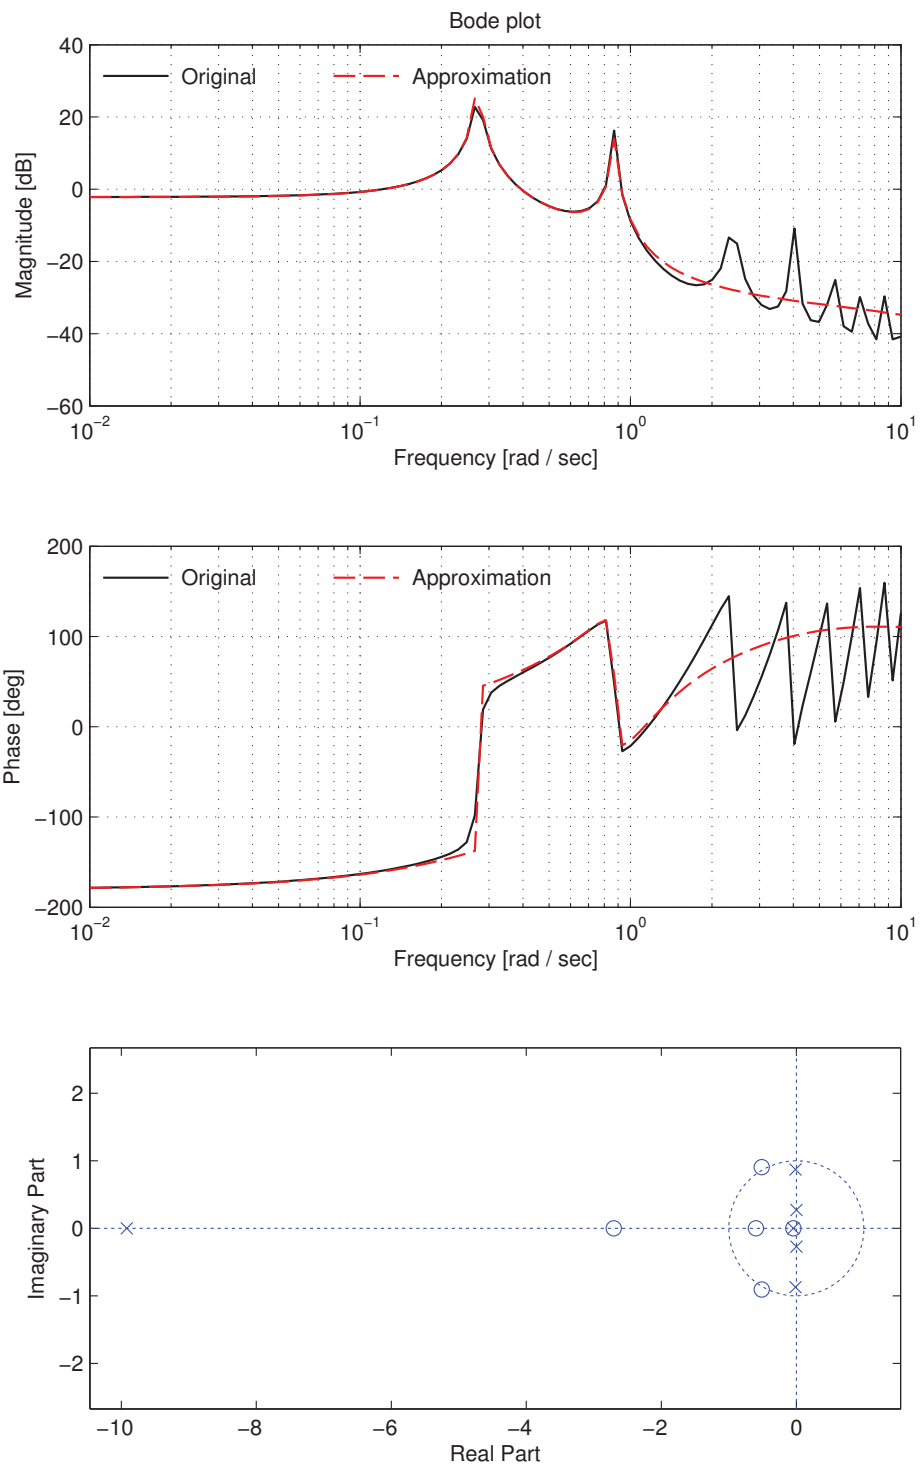 Bode plot
40
Original Approximation
20
0
−20
−40
−60
Magnitude [dB]
10⁻² 10⁻¹ 10⁰ 10¹
Frequency [rad / sec]
200
Original Approximation
100
0
−100
−200
Phase [deg]
10⁻² 10⁻¹ 10⁰ 10¹
Frequency [rad / sec]
2
1
0
−1
−2
Imaginary Part
−10 −8 −6 −4 −2 0
Real Part